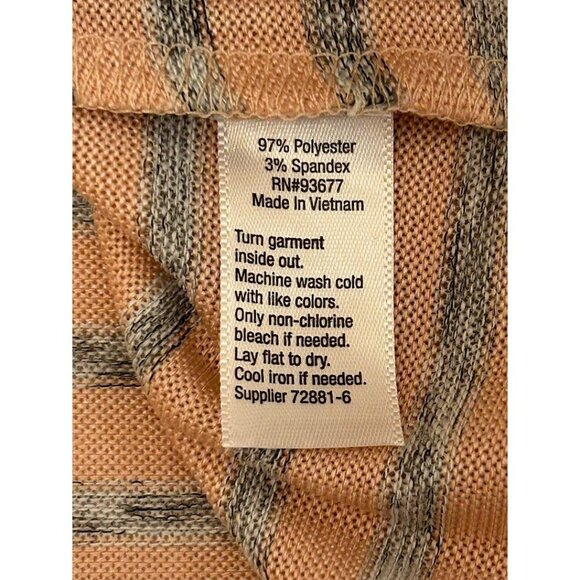 97% Polyester
3% Spandex
RN#93677
Made In Vietnam
Turn garment
inside out.
Machine wash cold
with like colors.
Only non-chlorine
bleach if needed.
Lay flat to dry.
Cool iron if needed.
Supplier 72881-6